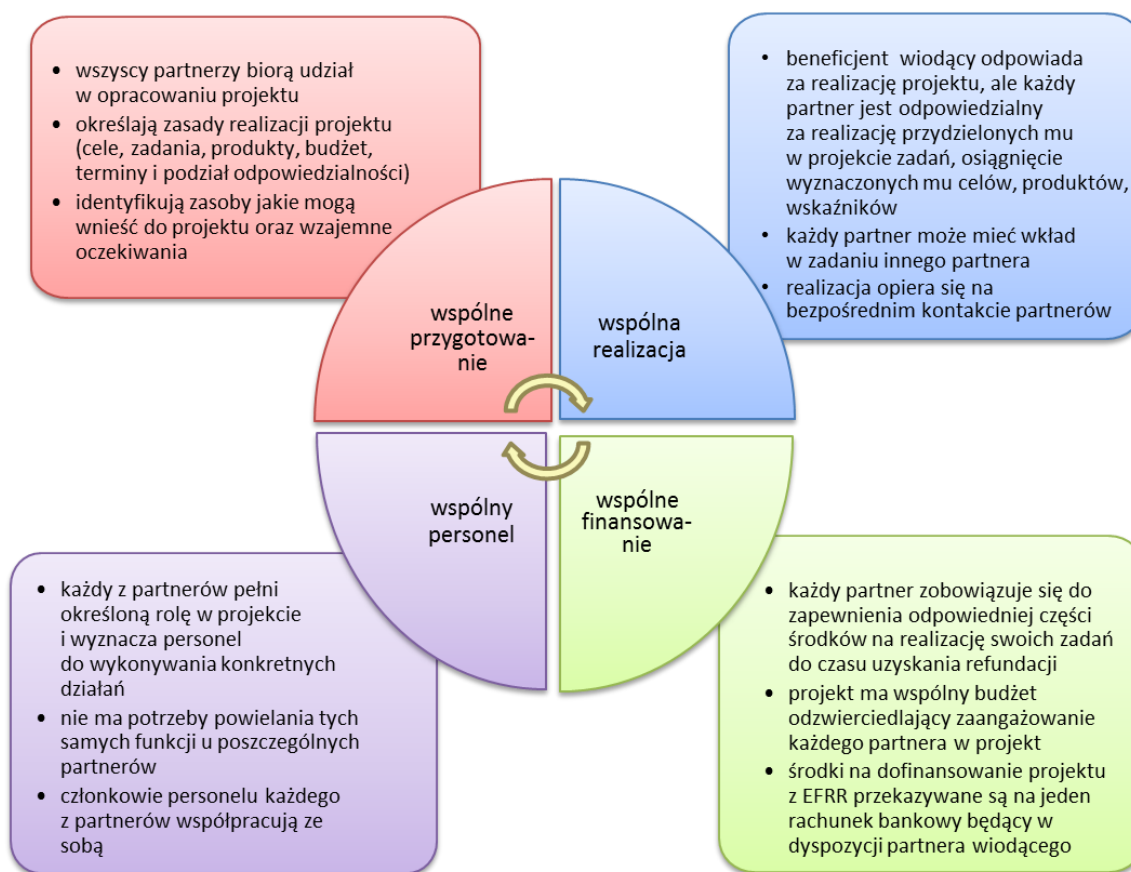 • wszyscy partnerzy biorą udział
w opracowaniu projektu
• określają zasady realizacji projektu
(cele, zadania, produkty, budżet,
terminy i podział odpowiedzialności)
• identyfikują zasoby jakie mogą
wnieść do projektu oraz wzajemne
oczekiwania
• beneficjent wiodący odpowiada
za realizację projektu, ale każdy
partner jest odpowiedzialny
za realizację przydzielonych mu
w projekcie zadań, osiągnięcie
wyznaczonych mu celów, produktów,
wskaźników
• każdy partner może mieć wkład
w zadaniu innego partnera
• realizacja opiera się na
bezpośrednim kontakcie partnerów
wspólne
przygotowa-
nie
wspólna
realizacja
wspólny
personel
wspólne
finansowa-
nie
• każdy z partnerów pełni
określoną rolę w projekcie
i wyznacza personel
do wykonywania konkretnych
działań
• nie ma potrzeby powielania tych
samych funkcji u poszczególnych
partnerów
• członkowie personelu każdego
z partnerów współpracują ze
sobą
• każdy partner zobowiązuje się do
zapewnienia odpowiedniej części
środków na realizację swoich zadań
do czasu uzyskania refundacji
• projekt ma wspólny budżet
odzwierciedlający zaangażowanie
każdego partnera w projekt
• środki na dofinansowanie projektu
z EFRR przekazywane są na jeden
rachunek bankowy będący w
dyspozycji partnera wiodącego